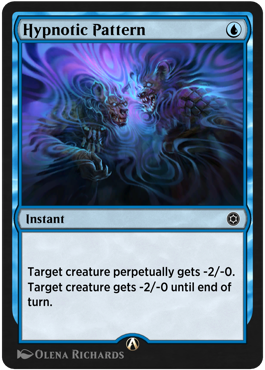 Hypnotic Pattern
Instant
Target creature perpetually gets -2/-0.
Target creature gets -2/-0 until end of
turn.
Olena Richards